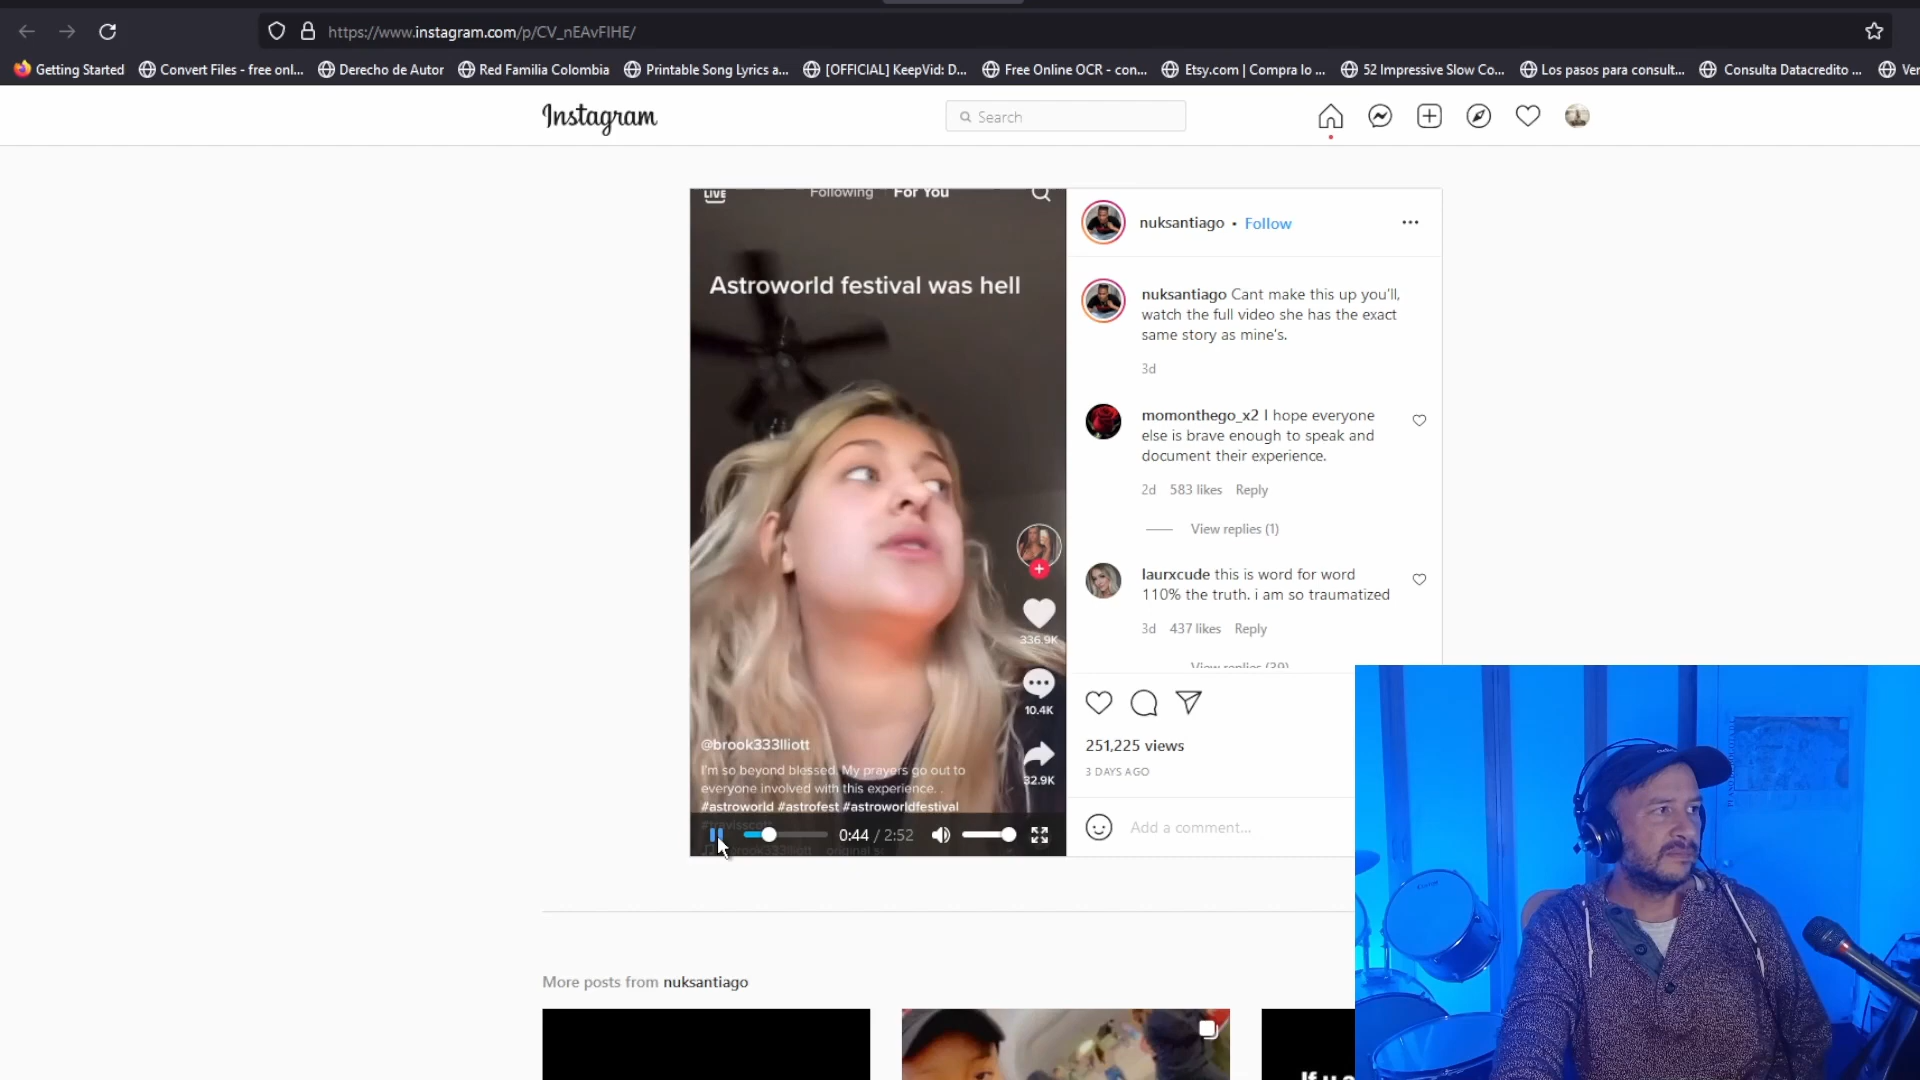 https://www.instagram.com/p/CV_nEAvFIHE/
Getting Started
Convert Files - free onl...
Derecho de Autor
Red Familia Colombia
Printable Song Lyrics a...
[OFFICIAL] KeepVid: D...
Free Online OCR - con...
Etsy.com | Compra lo ...
52 Impressive Slow Co...
Los pasos para consult...
Consulta Datacredito ...
Ver
Instagram
Search
LIVE
Following
For You
Astroworld festival was hell
336.9K
10.4K
32.9K
@brook333lliott
I'm so beyond blessed. My prayers go out to
everyone involved with this experience. .
#astroworld #astrofest #astroworldfestival
#travisscott
brook333lliott
0:44 / 2:52
nuksantiago • Follow
nuksantiago Cant make this up you'll,
watch the full video she has the exact
same story as mine's.
3d
momonthego_x2 I hope everyone
else is brave enough to speak and
document their experience.
2d 583 likes Reply
View replies (1)
laurxcude this is word for word
110% the truth. i am so traumatized
3d 437 likes Reply
View replies (39)
251,225 views
3 DAYS AGO
Add a comment...
More posts from nuksantiago